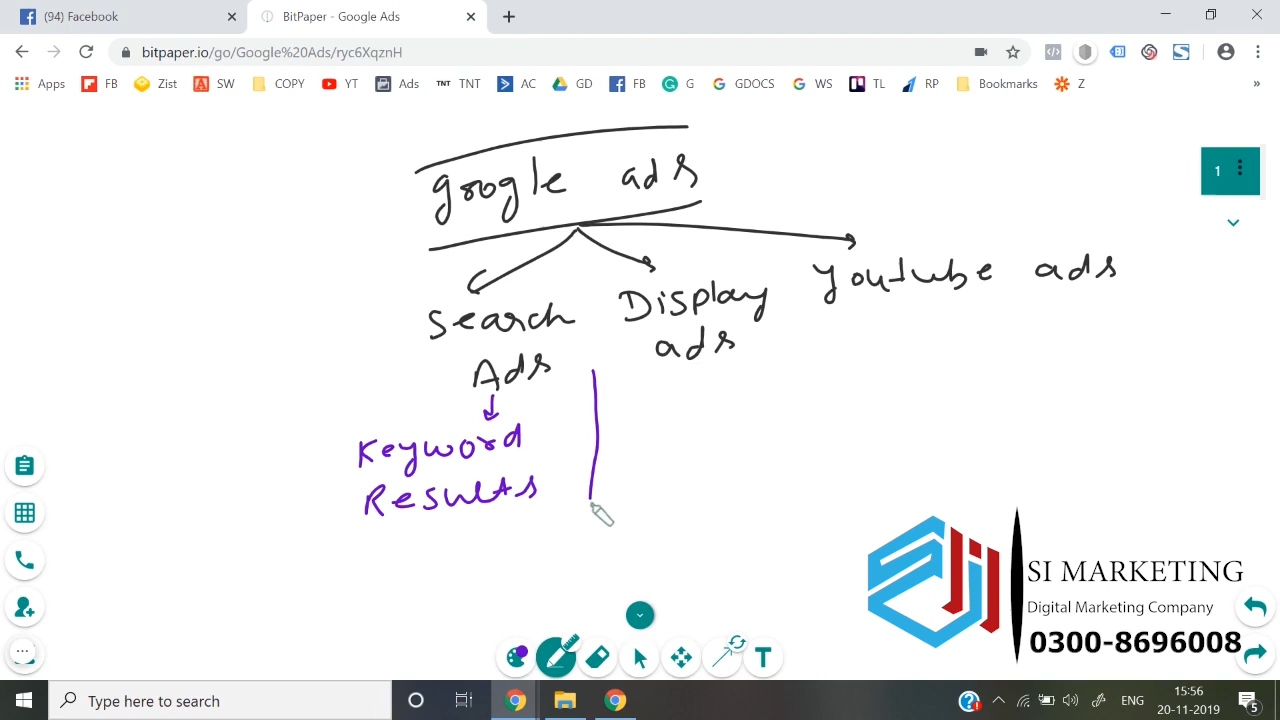 (94) Facebook
BitPaper - Google Ads
bitpaper.io/go/Google%20Ads/ryc6XqznH
Apps FB Zist SW COPY YT Ads TNT TNT AC GD FB G GDOCS WS TL RP Bookmarks Z »
google ads
1
Search Ads
Display ads
Youtube ads
Keyword
Results
SI MARKETING
Digital Marketing Company
0300-8696008
T
Type here to search
ENG
15:56
20-11-2019
5